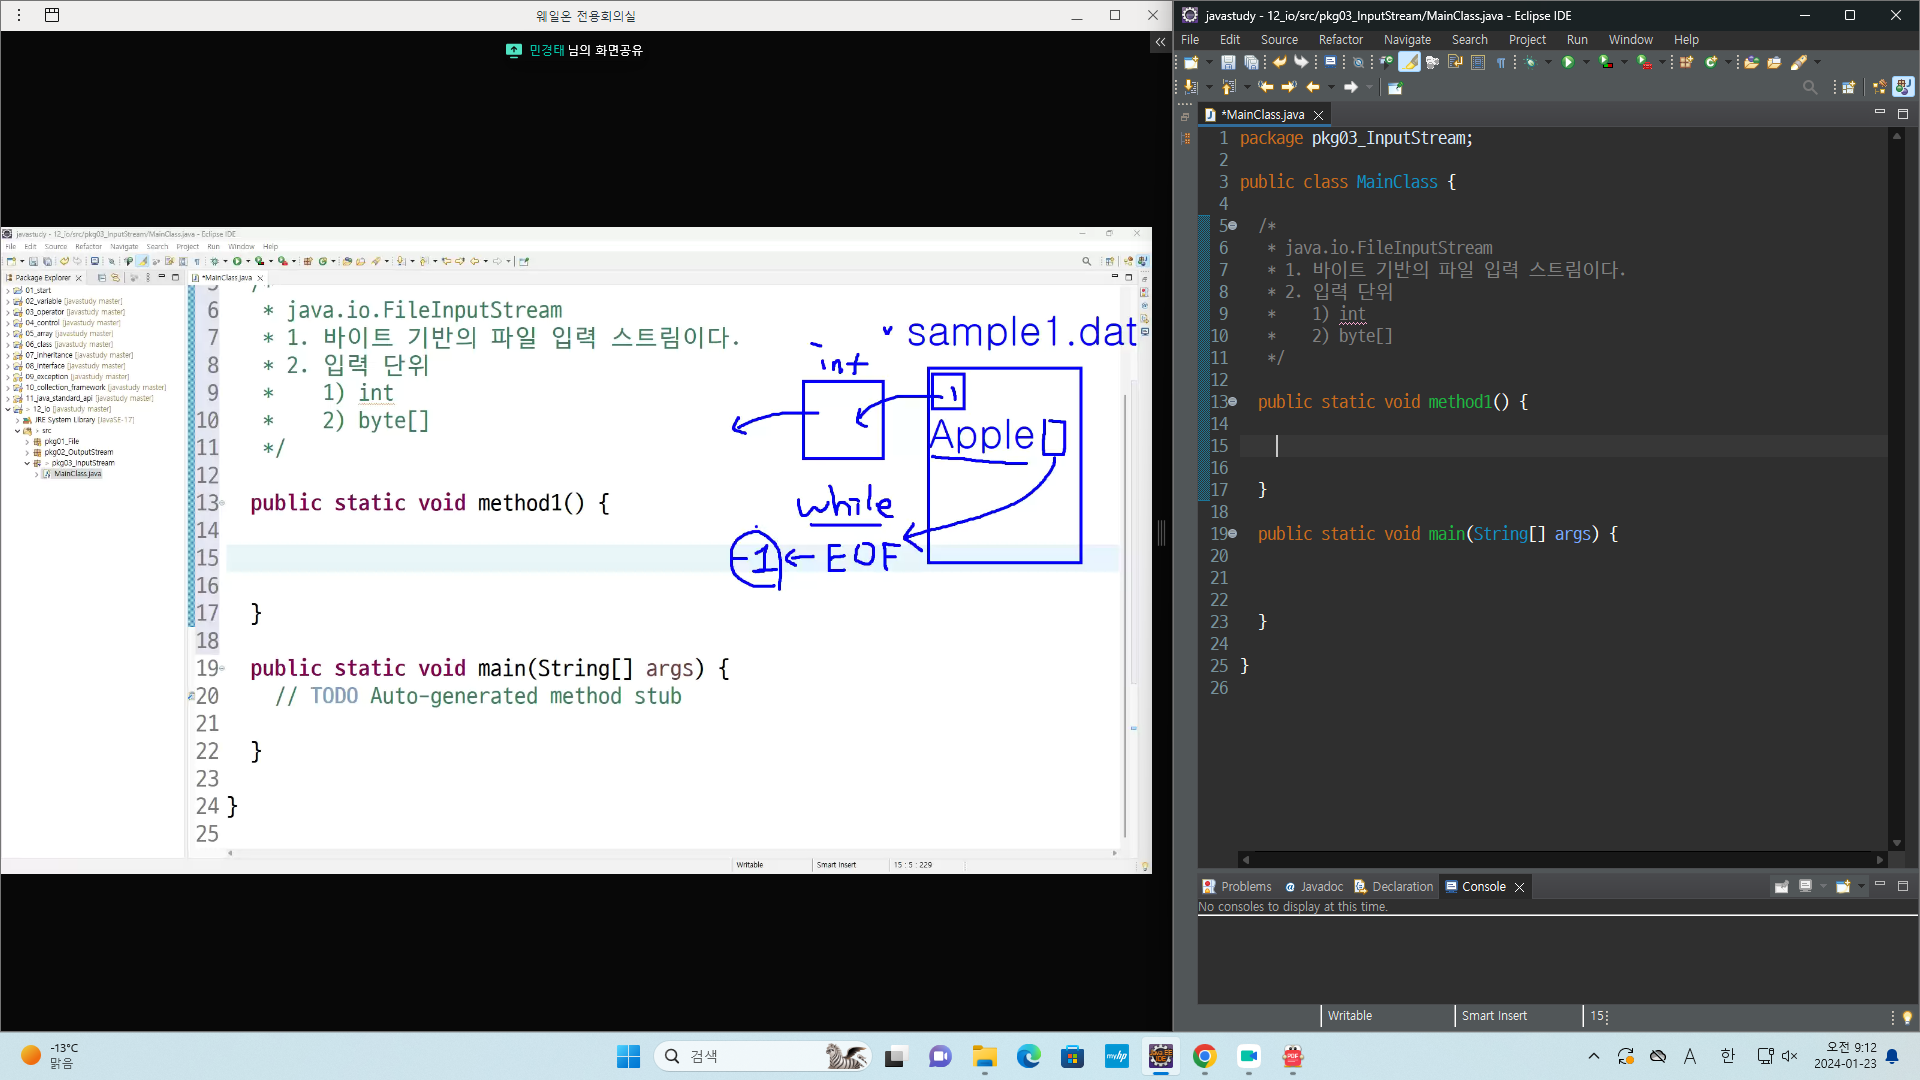 웨일온 전용회의실
민경태 님의 화면공유
javastudy - 12_io/src/pkg03_InputStream/MainClass.java - Eclipse IDE
File Edit Source Refactor Navigate Search Project Run Window Help
Package Explorer
*MainClass.java
01_start
02_variable [javastudy master]
03_operator [javastudy master]
04_control [javastudy master]
05_array [javastudy master]
06_class [javastudy master]
07_inheritance [javastudy master]
08_interface [javastudy master]
09_exception [javastudy master]
10_collection_framework [javastudy master]
11_java_standard_api [javastudy master]
> 12_io [javastudy master]
JRE System Library [JavaSE-17]
> src
pkg01_File
pkg02_OutputStream
> pkg03_InputStream
MainClass.java
5 /*
6 * java.io.FileInputStream
7 * 1. 바이트 기반의 파일 입력 스트림이다.
8 * 2. 입력 단위
9 * 1) int
10 * 2) byte[]
11 */
12
13 public static void method1() {
14
15
16
17 }
18
19 public static void main(String[] args) {
20 // TODO Auto-generated method stub
21
22 }
23
24 }
25
sample1.dat
int
1
Apple
while
-1 ← EOF
Writable Smart Insert 15 : 5 : 229
javastudy - 12_io/src/pkg03_InputStream/MainClass.java - Eclipse IDE
File Edit Source Refactor Navigate Search Project Run Window Help
*MainClass.java
1 package pkg03_InputStream;
2
3 public class MainClass {
4
5 /*
6 * java.io.FileInputStream
7 * 1. 바이트 기반의 파일 입력 스트림이다.
8 * 2. 입력 단위
9 * 1) int
10 * 2) byte[]
11 */
12
13 public static void method1() {
14
15
16
17 }
18
19 public static void main(String[] args) {
20
21
22
23 }
24
25 }
26
Problems Javadoc Declaration Console
No consoles to display at this time.
Writable Smart Insert 15
-13°C
맑음
검색
A 한
오전 9:12
2024-01-23